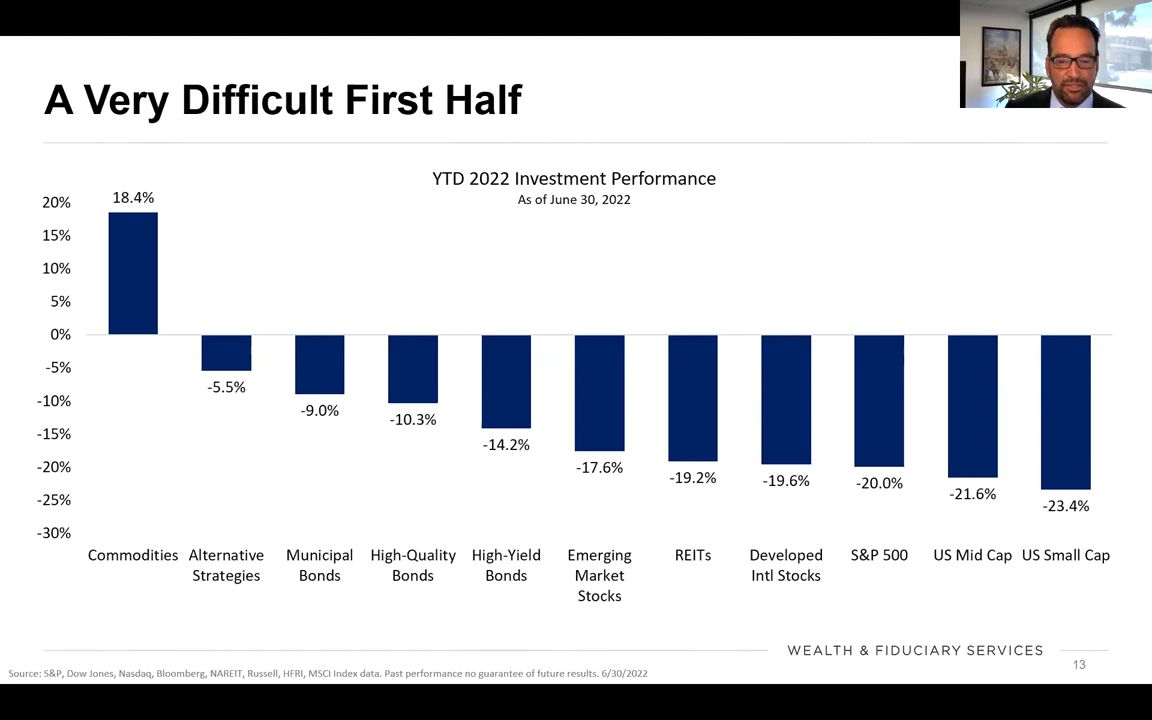 A Very Difficult First Half
YTD 2022 Investment Performance
As of June 30, 2022
20%
15%
10%
5%
0%
-5%
-10%
-15%
-20%
-25%
-30%
18.4%
-5.5%
-9.0%
-10.3%
-14.2%
-17.6%
-19.2%
-19.6%
-20.0%
-21.6%
-23.4%
Commodities
Alternative
Strategies
Municipal
Bonds
High-Quality
Bonds
High-Yield
Bonds
Emerging
Market
Stocks
REITs
Developed
Intl Stocks
S&P 500
US Mid Cap
US Small Cap
WEALTH & FIDUCIARY SERVICES
13
Source: S&P, Dow Jones, Nasdaq, Bloomberg, NAREIT, Russell, HFRI, MSCI Index data. Past performance no guarantee of future results. 6/30/2022